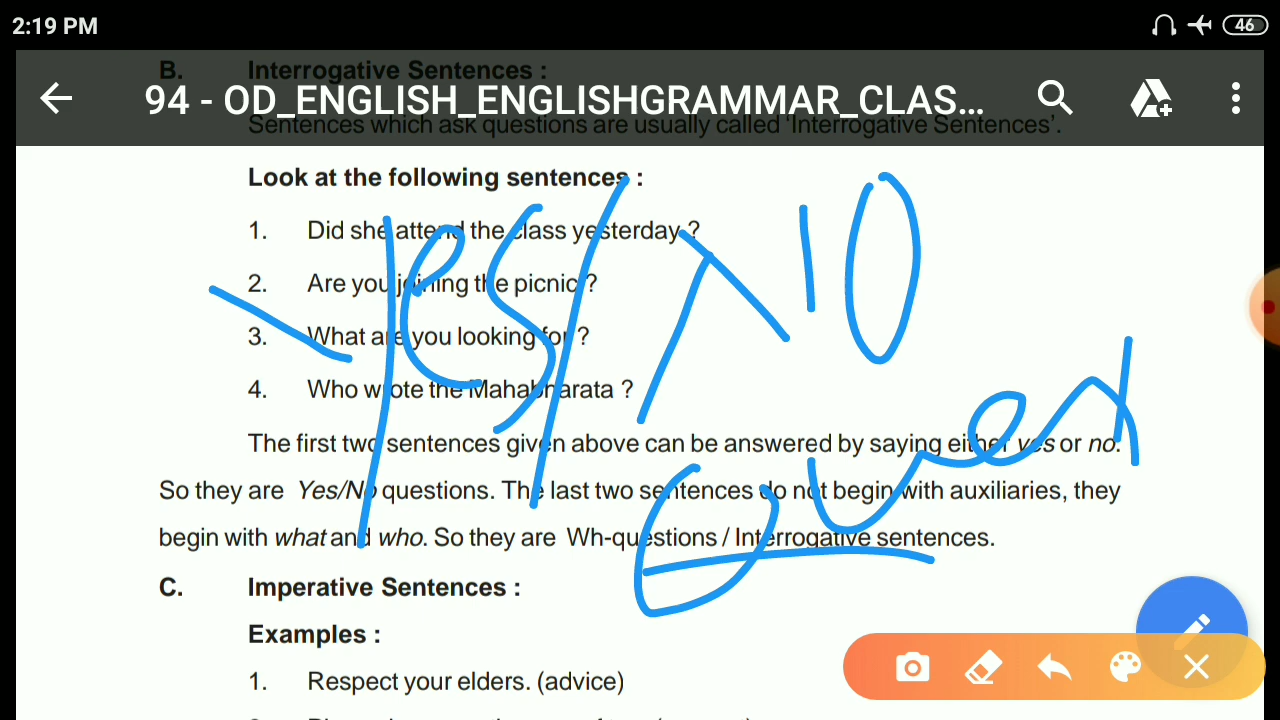 2:19 PM
46
B. Interrogative Sentences :
94 - OD_ENGLISH_ENGLISHGRAMMAR_CLAS...
Sentences which ask questions are usually called 'Interrogative Sentences'.
Look at the following sentences :
1. Did she attend the class yesterday ?
2. Are you joining the picnic ?
3. What are you looking for ?
4. Who wrote the Mahabharata ?
The first two sentences given above can be answered by saying either yes or no.
So they are Yes/No questions. The last two sentences do not begin with auxiliaries, they
begin with what and who. So they are Wh-questions / Interrogative sentences.
C. Imperative Sentences :
Examples :
1. Respect your elders. (advice)
YES/NO